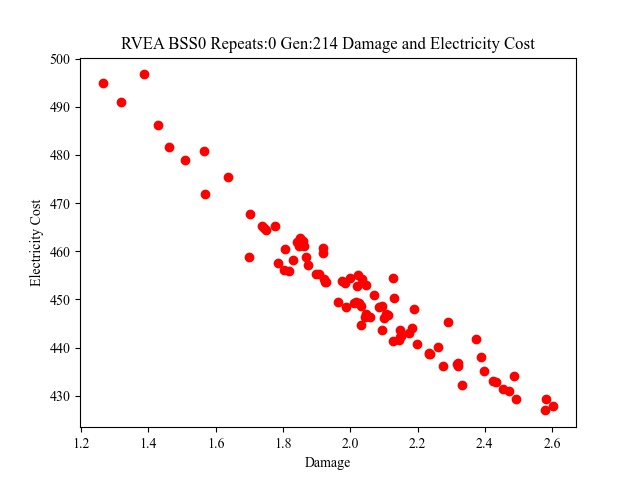 RVEA BSS0 Repeats:0 Gen:214 Damage and Electricity Cost
500
490
480
470
460
450
440
430
Electricity Cost
1.2 1.4 1.6 1.8 2.0 2.2 2.4 2.6
Damage